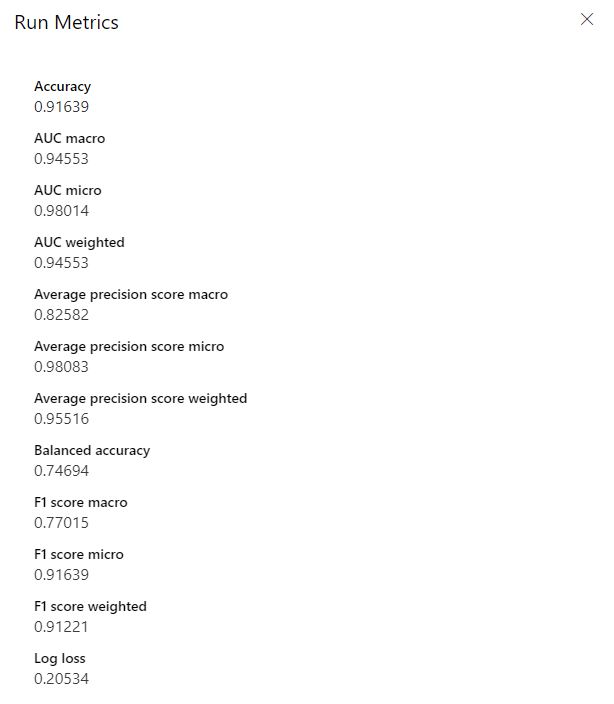 Run Metrics
Accuracy
0.91639
AUC macro
0.94553
AUC micro
0.98014
AUC weighted
0.94553
Average precision score macro
0.82582
Average precision score micro
0.98083
Average precision score weighted
0.95516
Balanced accuracy
0.74694
F1 score macro
0.77015
F1 score micro
0.91639
F1 score weighted
0.91221
Log loss
0.20534